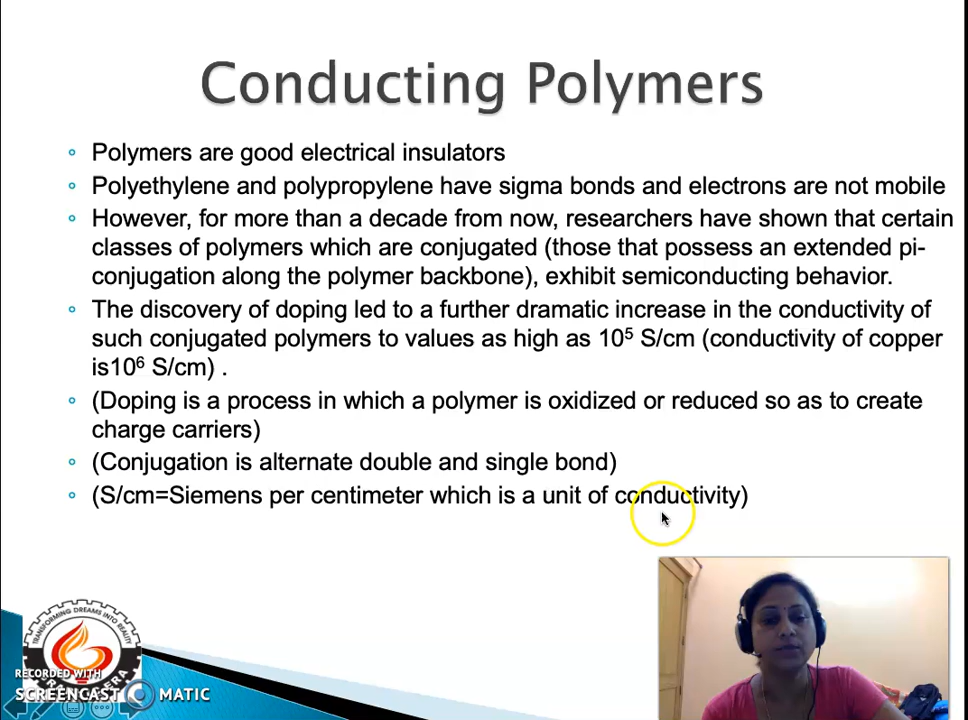 Conducting Polymers
Polymers are good electrical insulators
Polyethylene and polypropylene have sigma bonds and electrons are not mobile
However, for more than a decade from now, researchers have shown that certain
classes of polymers which are conjugated (those that possess an extended pi-
conjugation along the polymer backbone), exhibit semiconducting behavior.
The discovery of doping led to a further dramatic increase in the conductivity of
such conjugated polymers to values as high as 10⁵ S/cm (conductivity of copper
is10⁶ S/cm) .
(Doping is a process in which a polymer is oxidized or reduced so as to create
charge carriers)
(Conjugation is alternate double and single bond)
(S/cm=Siemens per centimeter which is a unit of conductivity)
TRANSFORMING DREAMS INTO REALITY
RECORDED WITH
SCREENCAST MATIC